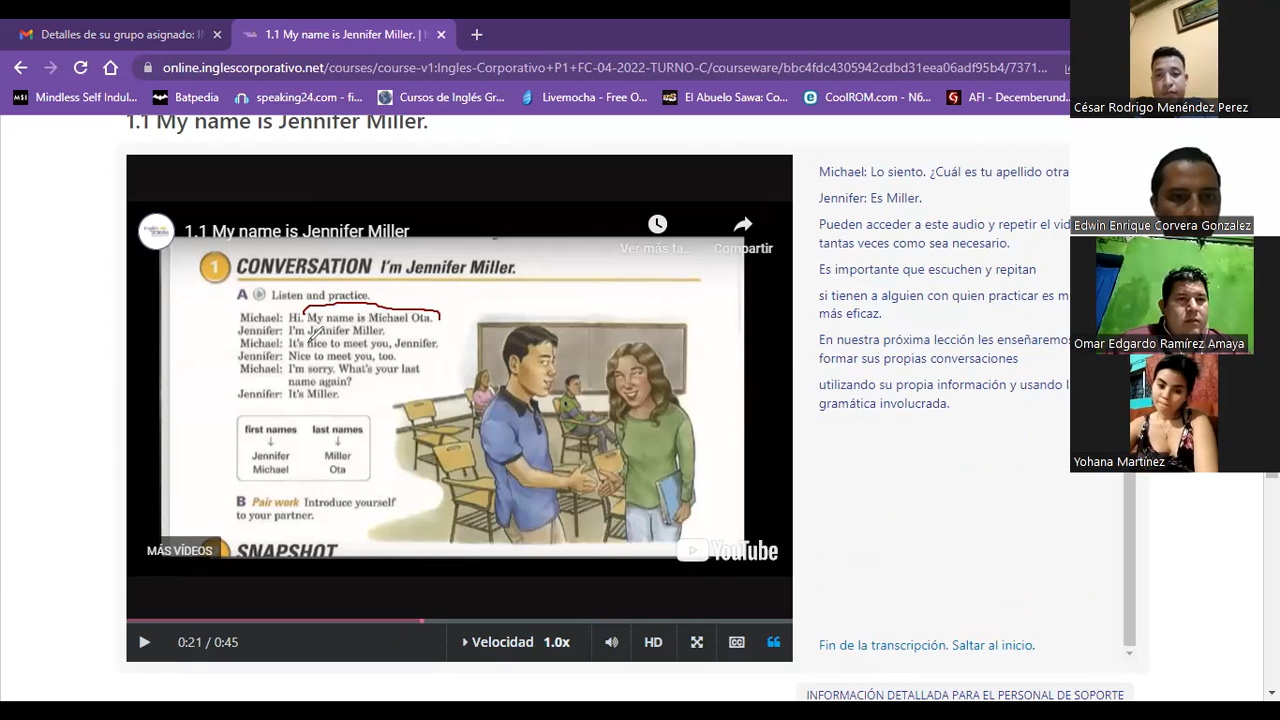 Detalles de su grupo asignado: IN
1.1 My name is Jennifer Miller. | I
online.inglescorporativo.net/courses/course-v1:Ingles-Corporativo+P1+FC-04-2022-TURNO-C/courseware/bbc4fdc4305942cdbd31eea06adf95b4/7371...
MSI Mindless Self Indul...
Batpedia
speaking24.com - fi...
Cursos de Inglés Gr...
Livemocha - Free O...
El Abuelo Sawa: Co...
CoolROM.com - N6...
AFI - Decemberund...
1.1 My name is Jennifer Miller.
1.1 My name is Jennifer Miller
Ver más ta...
Compartir
1 CONVERSATION I'm Jennifer Miller.
A Listen and practice.
Michael: Hi. My name is Michael Ota.
Jennifer: I'm Jennifer Miller.
Michael: It's nice to meet you, Jennifer.
Jennifer: Nice to meet you, too.
Michael: I'm sorry. What's your last
name again?
Jennifer: It's Miller.
first names last names
Jennifer Miller
Michael Ota
B Pair work Introduce yourself
to your partner.
SNAPSHOT
MÁS VÍDEOS
YouTube
0:21 / 0:45
Velocidad 1.0x
HD
CC
Michael: Lo siento. ¿Cuál es tu apellido otra
Jennifer: Es Miller.
Pueden acceder a este audio y repetir el vid
tantas veces como sea necesario.
Es importante que escuchen y repitan
si tienen a alguien con quien practicar es m
más eficaz.
En nuestra próxima lección les enseñaremos
formar sus propias conversaciones
utilizando su propia información y usando l
gramática involucrada.
Fin de la transcripción. Saltar al inicio.
INFORMACIÓN DETALLADA PARA EL PERSONAL DE SOPORTE
César Rodrigo Menéndez Perez
Edwin Enrique Corvera Gonzalez
Omar Edgardo Ramírez Amaya
Yohana Martinez